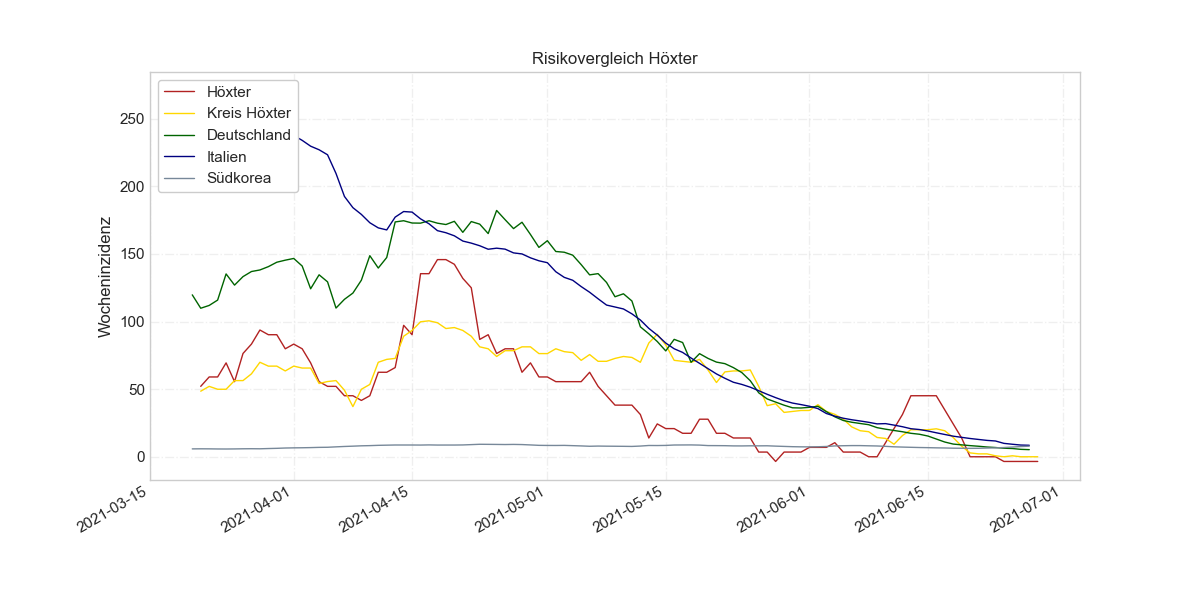 Risikovergleich Höxter
Höxter
Kreis Höxter
Deutschland
Italien
Südkorea
Wocheninzidenz
250
200
150
100
50
0
2021-03-15
2021-04-01
2021-04-15
2021-05-01
2021-05-15
2021-06-01
2021-06-15
2021-07-01